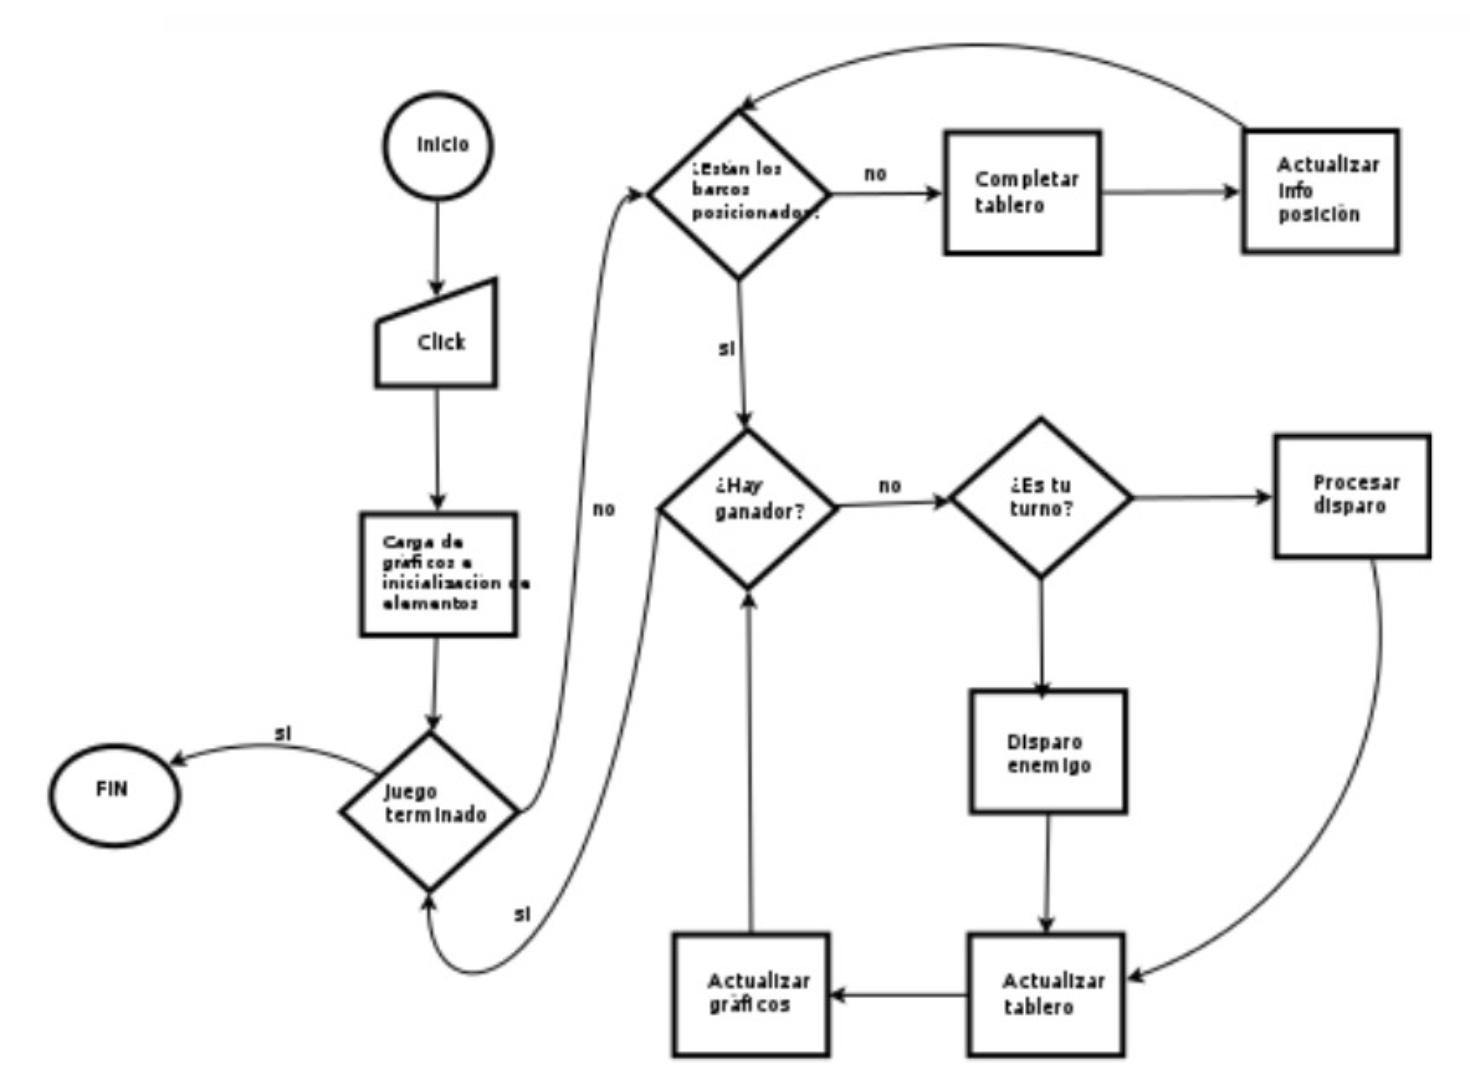 Inicio
Click
Carga de
gráficos e
inicialización de
elementos
Juego
terminado
si
FIN
no
si
¿Están los
barcos
posicionados?
no
Completar
tablero
Actualizar
info
posición
si
¿Hay
ganador?
no
¿Es tu
turno?
Procesar
disparo
Disparo
enemigo
Actualizar
tablero
Actualizar
gráficos